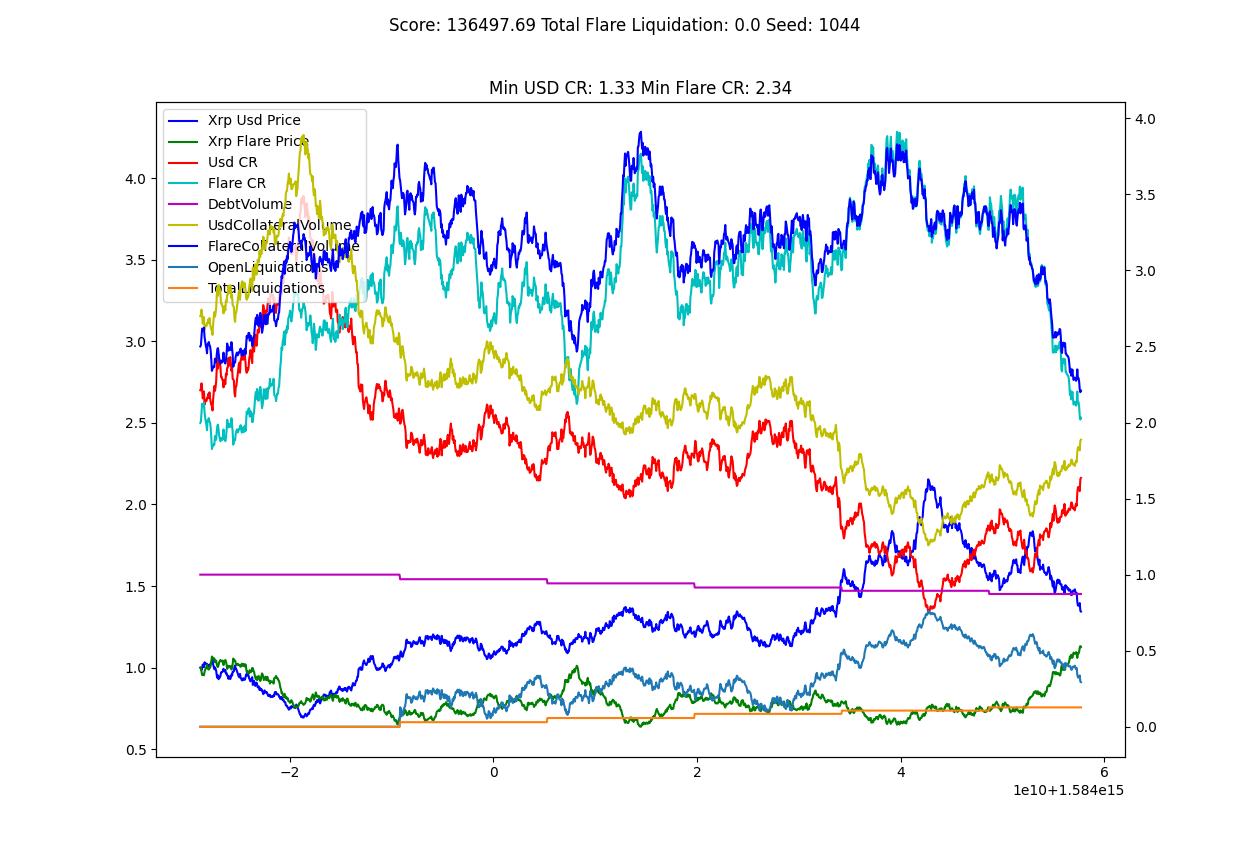 Score: 136497.69 Total Flare Liquidation: 0.0 Seed: 1044
Min USD CR: 1.33 Min Flare CR: 2.34
Xrp Usd Price
Xrp Flare Price
Usd CR
Flare CR
DebtVolume
UsdCollateralVolume
FlareCollateralVolume
OpenLiquidations
TotalLiquidations
4.0
3.5
3.0
2.5
2.0
1.5
1.0
0.5
4.0
3.5
3.0
2.5
2.0
1.5
1.0
0.5
0.0
−2 0 2 4 6
1e10+1.584e15